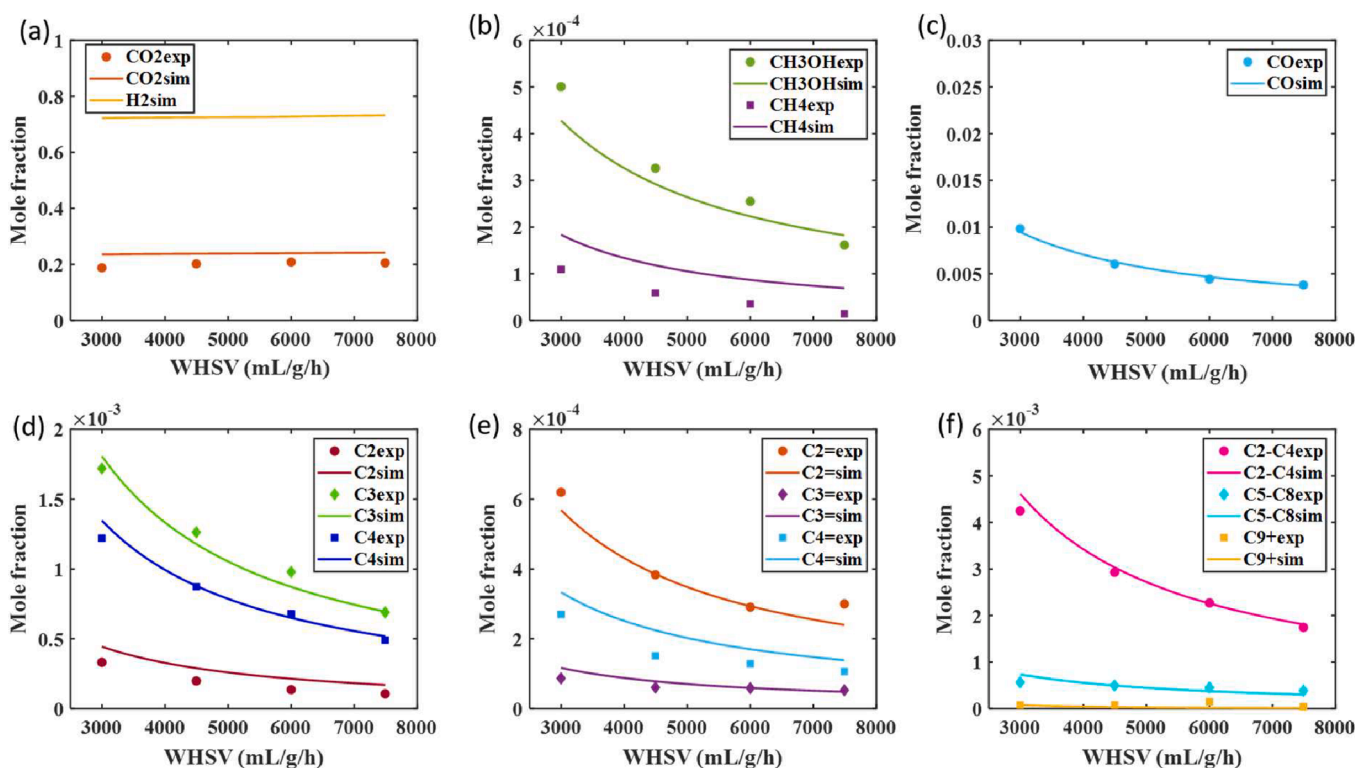 (a)
1
0.8
0.6
0.4
0.2
0
Mole fraction
CO2exp
CO2sim
H2sim
3000 4000 5000 6000 7000 8000
WHSV (mL/g/h)
(b)
×10-4
6
5
4
3
2
1
0
Mole fraction
CH3OHexp
CH3OHsim
CH4exp
CH4sim
3000 4000 5000 6000 7000 8000
WHSV (mL/g/h)
(c)
0.03
0.025
0.02
0.015
0.01
0.005
0
Mole fraction
COexp
COsim
3000 4000 5000 6000 7000 8000
WHSV (mL/g/h)
(d)
×10-3
2
1.5
1
0.5
0
Mole fraction
C2exp
C2sim
C3exp
C3sim
C4exp
C4sim
3000 4000 5000 6000 7000 8000
WHSV (mL/g/h)
(e)
×10-4
8
6
4
2
0
Mole fraction
C2=exp
C2=sim
C3=exp
C3=sim
C4=exp
C4=sim
3000 4000 5000 6000 7000 8000
WHSV (mL/g/h)
(f)
×10-3
6
5
4
3
2
1
0
Mole fraction
C2-C4exp
C2-C4sim
C5-C8exp
C5-C8sim
C9+exp
C9+sim
3000 4000 5000 6000 7000 8000
WHSV (mL/g/h)